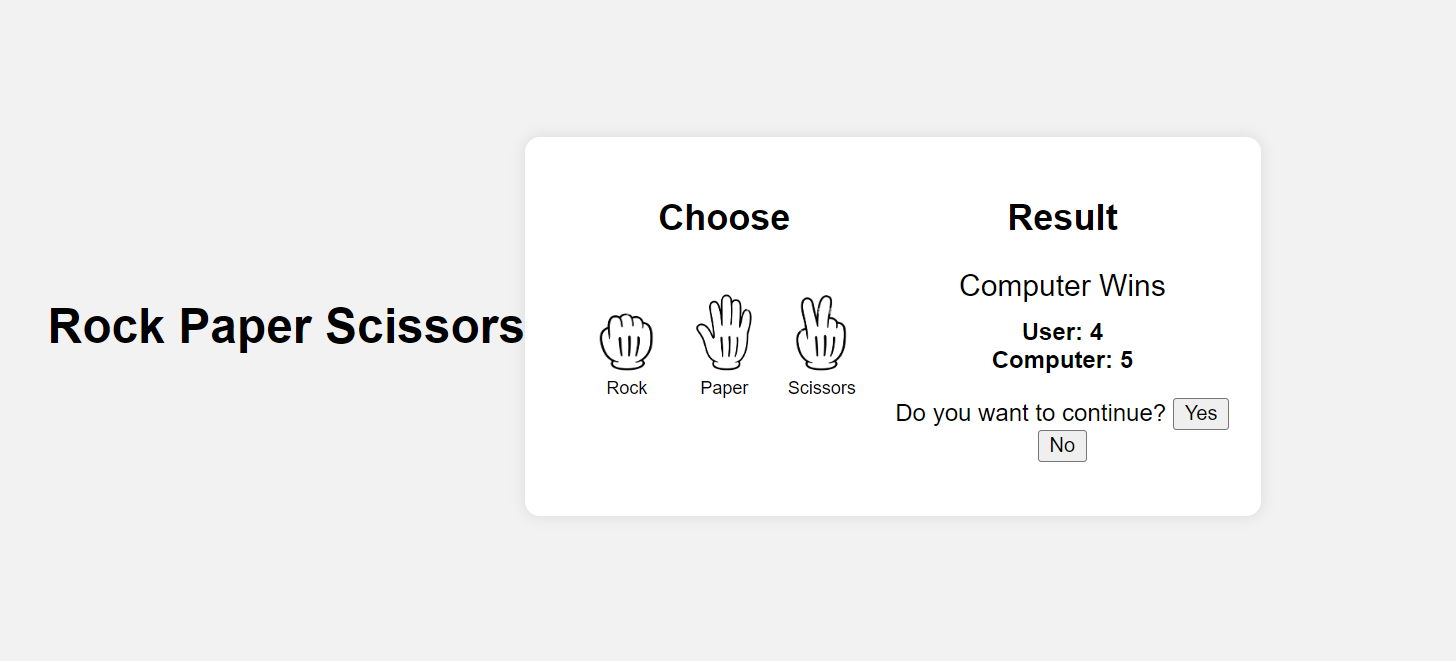 Rock Paper Scissors
Choose
Rock
Paper
Scissors
Result
Computer Wins
User: 4
Computer: 5
Do you want to continue? Yes
No